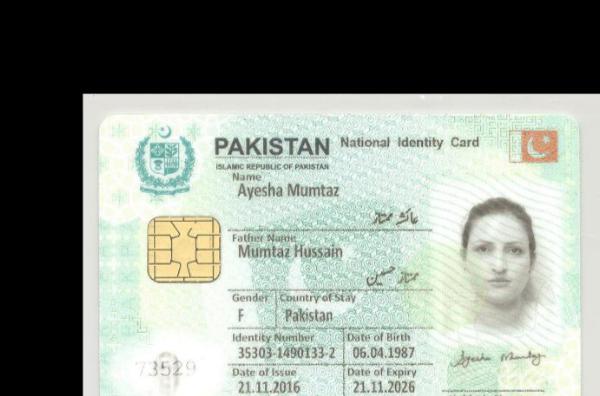 PAKISTAN National Identity Card
ISLAMIC REPUBLIC OF PAKISTAN
Name
Ayesha Mumtaz
عائشہ ممتاز
Father Name
Mumtaz Hussain
ممتاز حسین
Gender Country of Stay
F Pakistan
Identity Number Date of Birth
35303-1490133-2 06.04.1987
73529
Date of Issue Date of Expiry
21.11.2016 21.11.2026
Ayesha Mumtaz